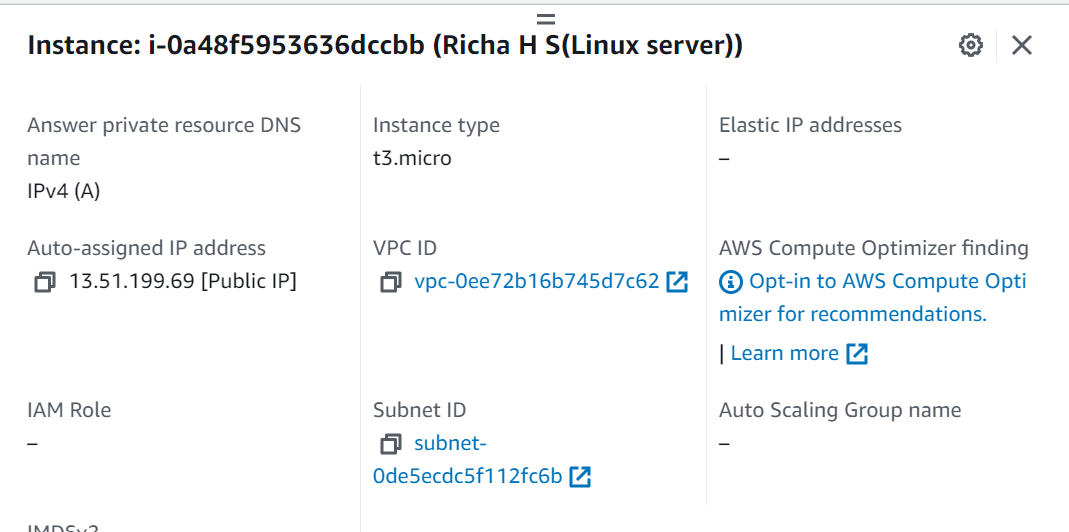 Instance: i-0a48f5953636dccbb (Richa H S(Linux server))
Answer private resource DNS
name
IPv4 (A)
Instance type
t3.micro
Elastic IP addresses
–
Auto-assigned IP address
13.51.199.69 [Public IP]
VPC ID
vpc-0ee72b16b745d7c62
AWS Compute Optimizer finding
Opt-in to AWS Compute Opti
mizer for recommendations.
| Learn more
IAM Role
–
Subnet ID
subnet-
0de5ecdc5f112fc6b
Auto Scaling Group name
–